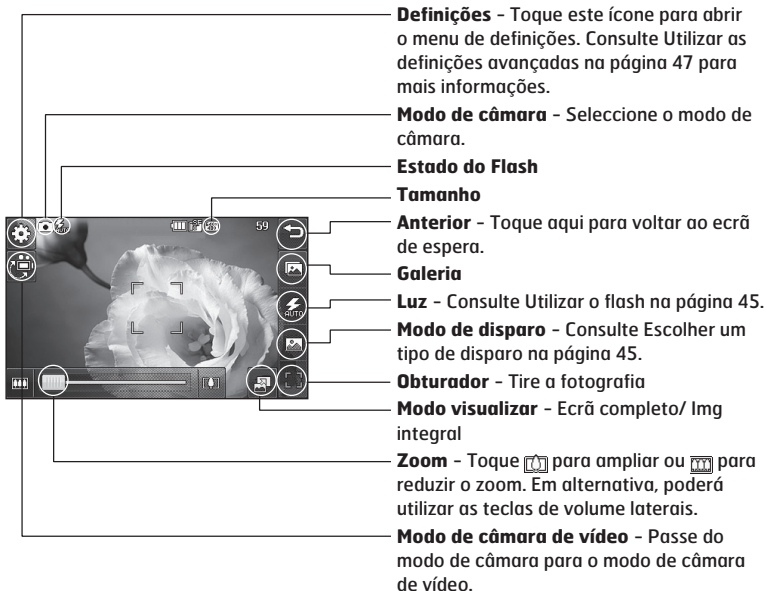 Definições – Toque este ícone para abrir
o menu de definições. Consulte Utilizar as
definições avançadas na página 47 para
mais informações.
Modo de câmara – Seleccione o modo de
câmara.
Estado do Flash
Tamanho
59
Anterior – Toque aqui para voltar ao ecrã
de espera.
Galeria
AUTO
Luz – Consulte Utilizar o flash na página 45.
Modo de disparo – Consulte Escolher um
tipo de disparo na página 45.
Obturador – Tire a fotografia
Modo visualizar – Ecrã completo/ Img
integral
Zoom – Toque para ampliar ou para
reduzir o zoom. Em alternativa, poderá
utilizar as teclas de volume laterais.
Modo de câmara de vídeo – Passe do
modo de câmara para o modo de câmara
de vídeo.